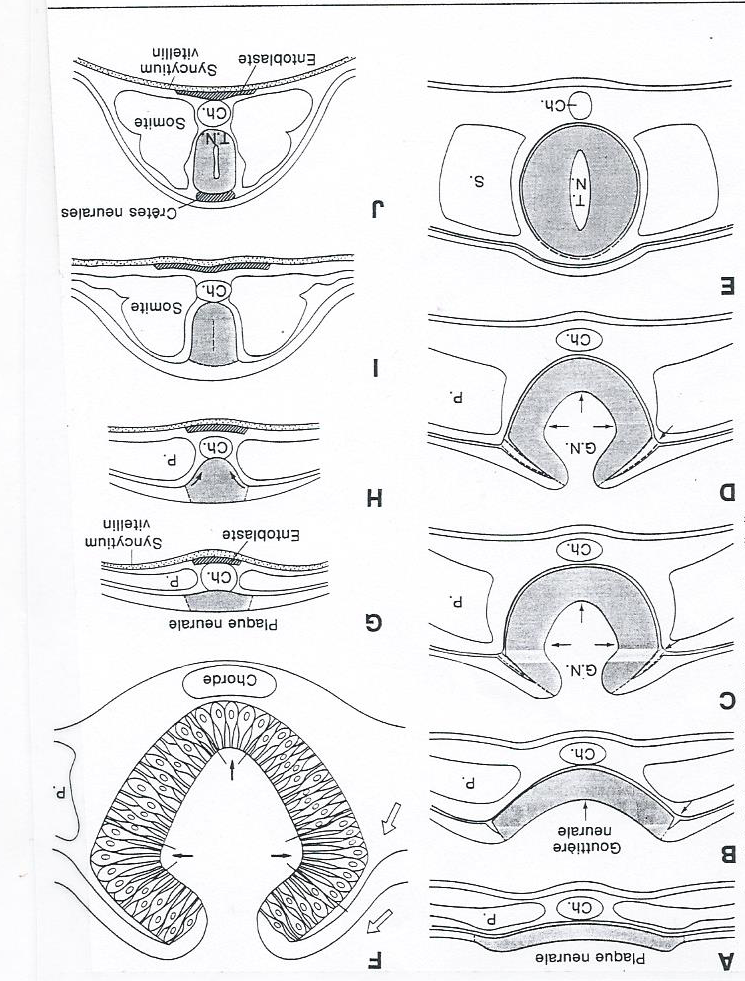 A
Plaque neurale
Ch.
P.
B
Gouttière
neurale
Ch.
P.
C
G.N.
P.
Ch.
D
G.N.
P.
Ch.
E
T.
N.
S.
Ch.
F
P.
Chorde
G
Plaque neurale
Ch.
P.
Entoblaste
Syncytium
vitellin
H
P.
Ch.
I
Somite
Ch.
J
Crêtes neurales
T.N.
Somite
Ch.
Entoblaste
Syncytium
vitellin